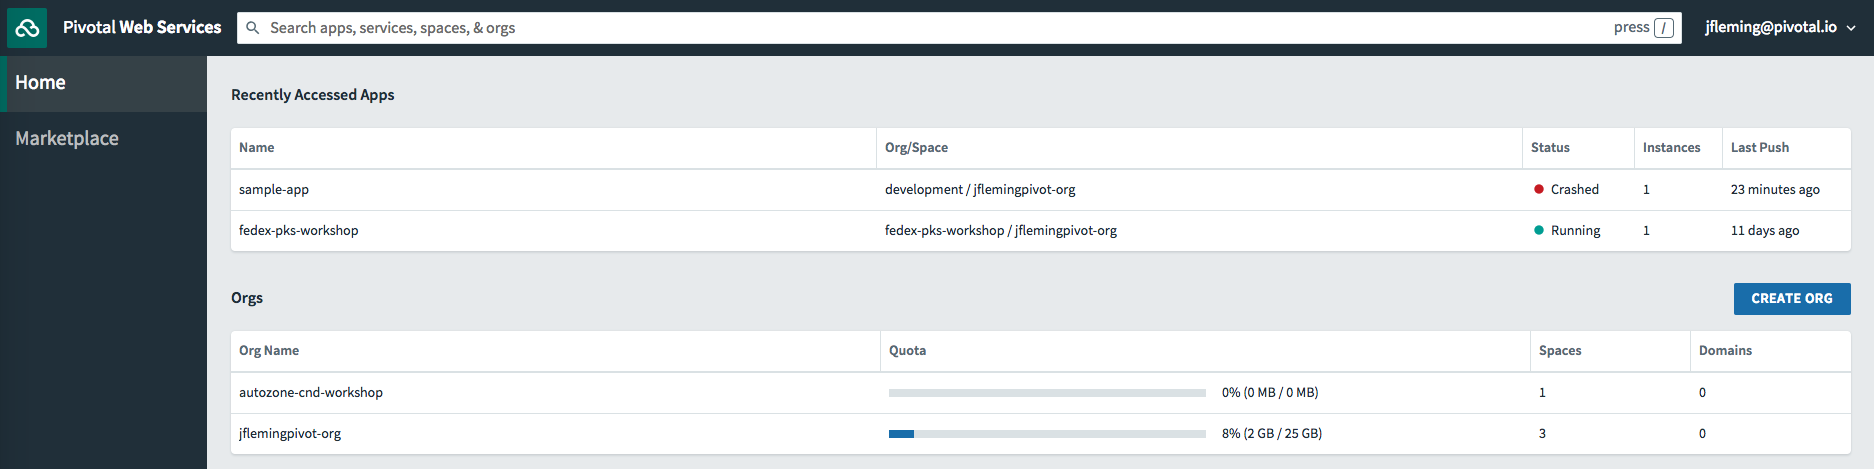 Pivotal Web Services Search apps, services, spaces, & orgs press / jfleming@pivotal.io
Home
Marketplace
Recently Accessed Apps
Name Org/Space Status Instances Last Push
sample-app development / jflemingpivot-org Crashed 1 23 minutes ago
fedex-pks-workshop fedex-pks-workshop / jflemingpivot-org Running 1 11 days ago
Orgs CREATE ORG
Org Name Quota Spaces Domains
autozone-cnd-workshop 0% (0 MB / 0 MB) 1 0
jflemingpivot-org 8% (2 GB / 25 GB) 3 0